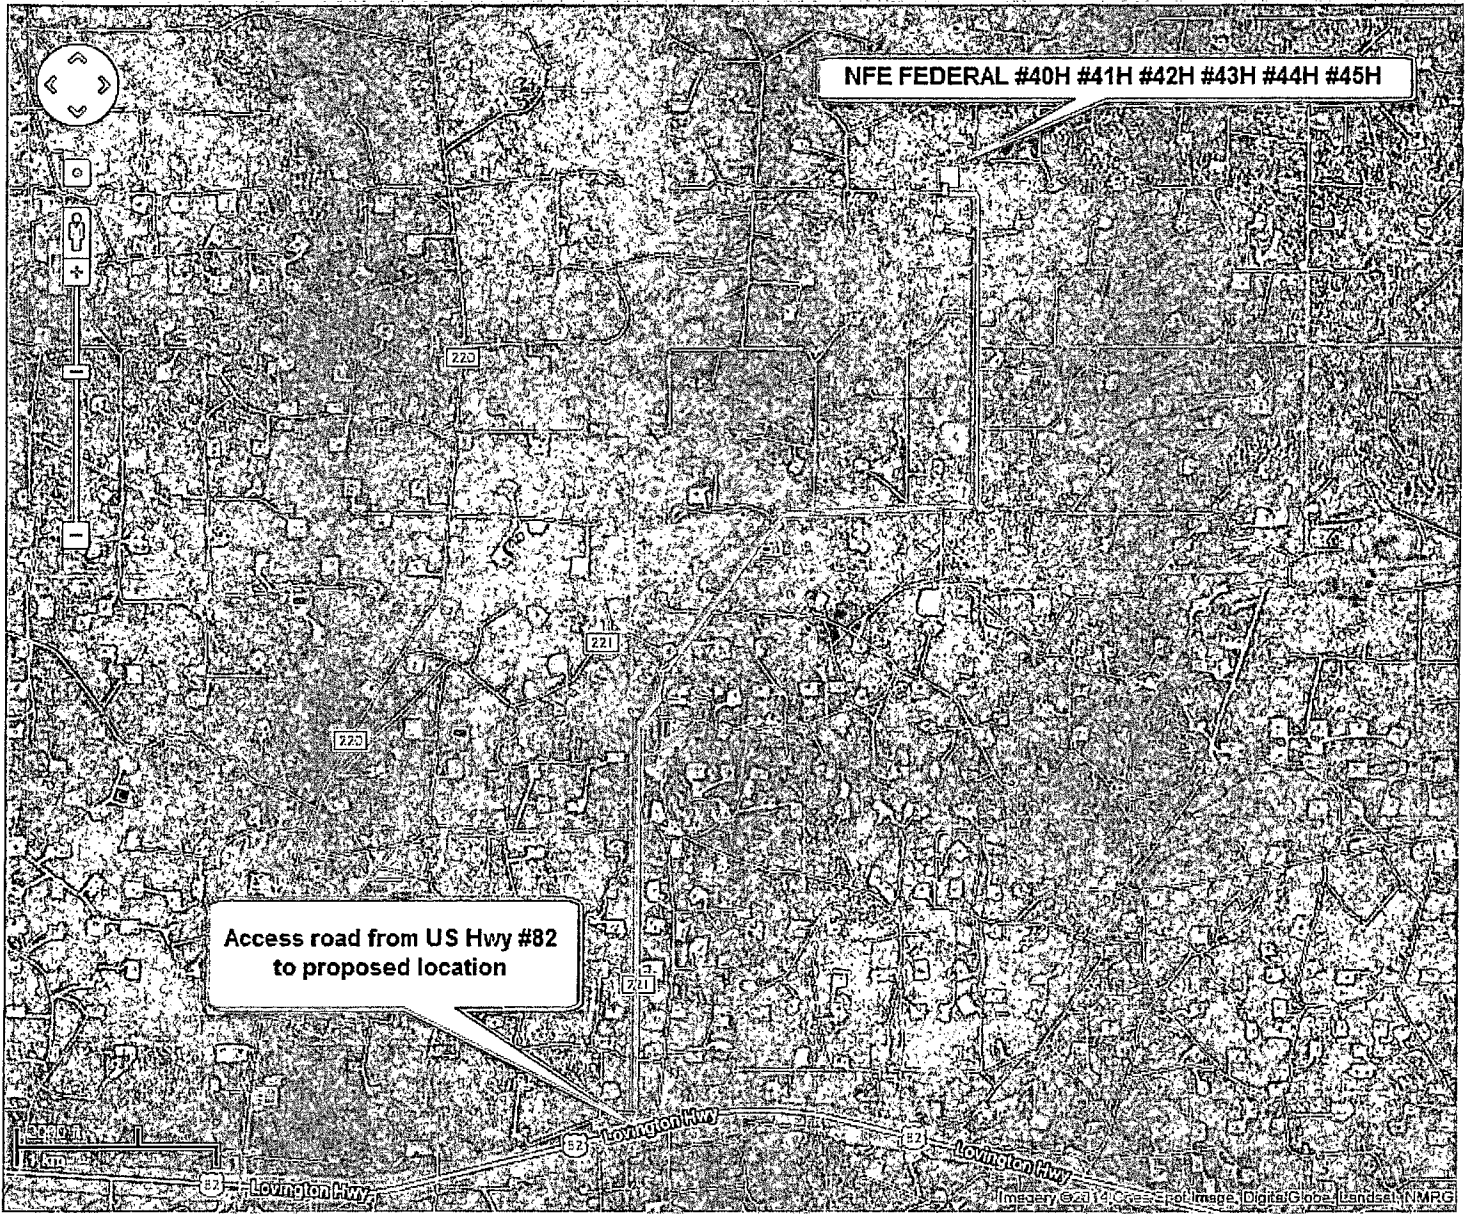 NFE FEDERAL #40H #41H #42H #43H #44H #45H
220
221
220
Access road from US Hwy #82
to proposed location
221
82
Lovington Hwy
82
Lovington Hwy
1 km
82
Lovington Hwy
Imagery ©2014 Cnes/Spot Image, DigitalGlobe, Landsat, NMRG